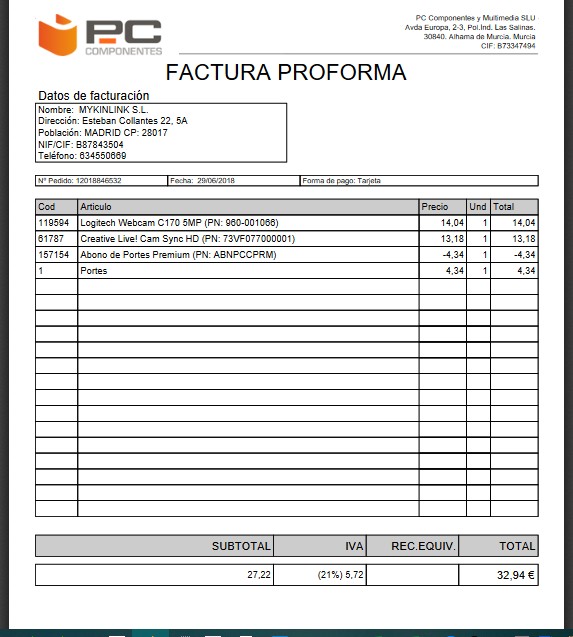 PC
COMPONENTES
PC Componentes y Multimedia SLU
Avda Europa, 2-3, Pol.Ind. Las Salinas.
30840. Alhama de Murcia. Murcia
CIF: B73347494
FACTURA PROFORMA
Datos de facturación
Nombre: MYKINLINK S.L.
Dirección: Esteban Collantes 22, 5A
Población: MADRID CP: 28017
NIF/CIF: B87843504
Teléfono: 634550669
Nº Pedido: 12018846532 Fecha: 29/06/2018 Forma de pago: Tarjeta
Cod Articulo Precio Und Total
119594 Logitech Webcam C170 5MP (PN: 960-001066) 14,04 1 14,04
61787 Creative Live! Cam Sync HD (PN: 73VF077000001) 13,18 1 13,18
157154 Abono de Portes Premium (PN: ABNPCCPRM) -4,34 1 -4,34
1 Portes 4,34 1 4,34
SUBTOTAL IVA REC.EQUIV. TOTAL
27,22 (21%) 5,72 32,94 €